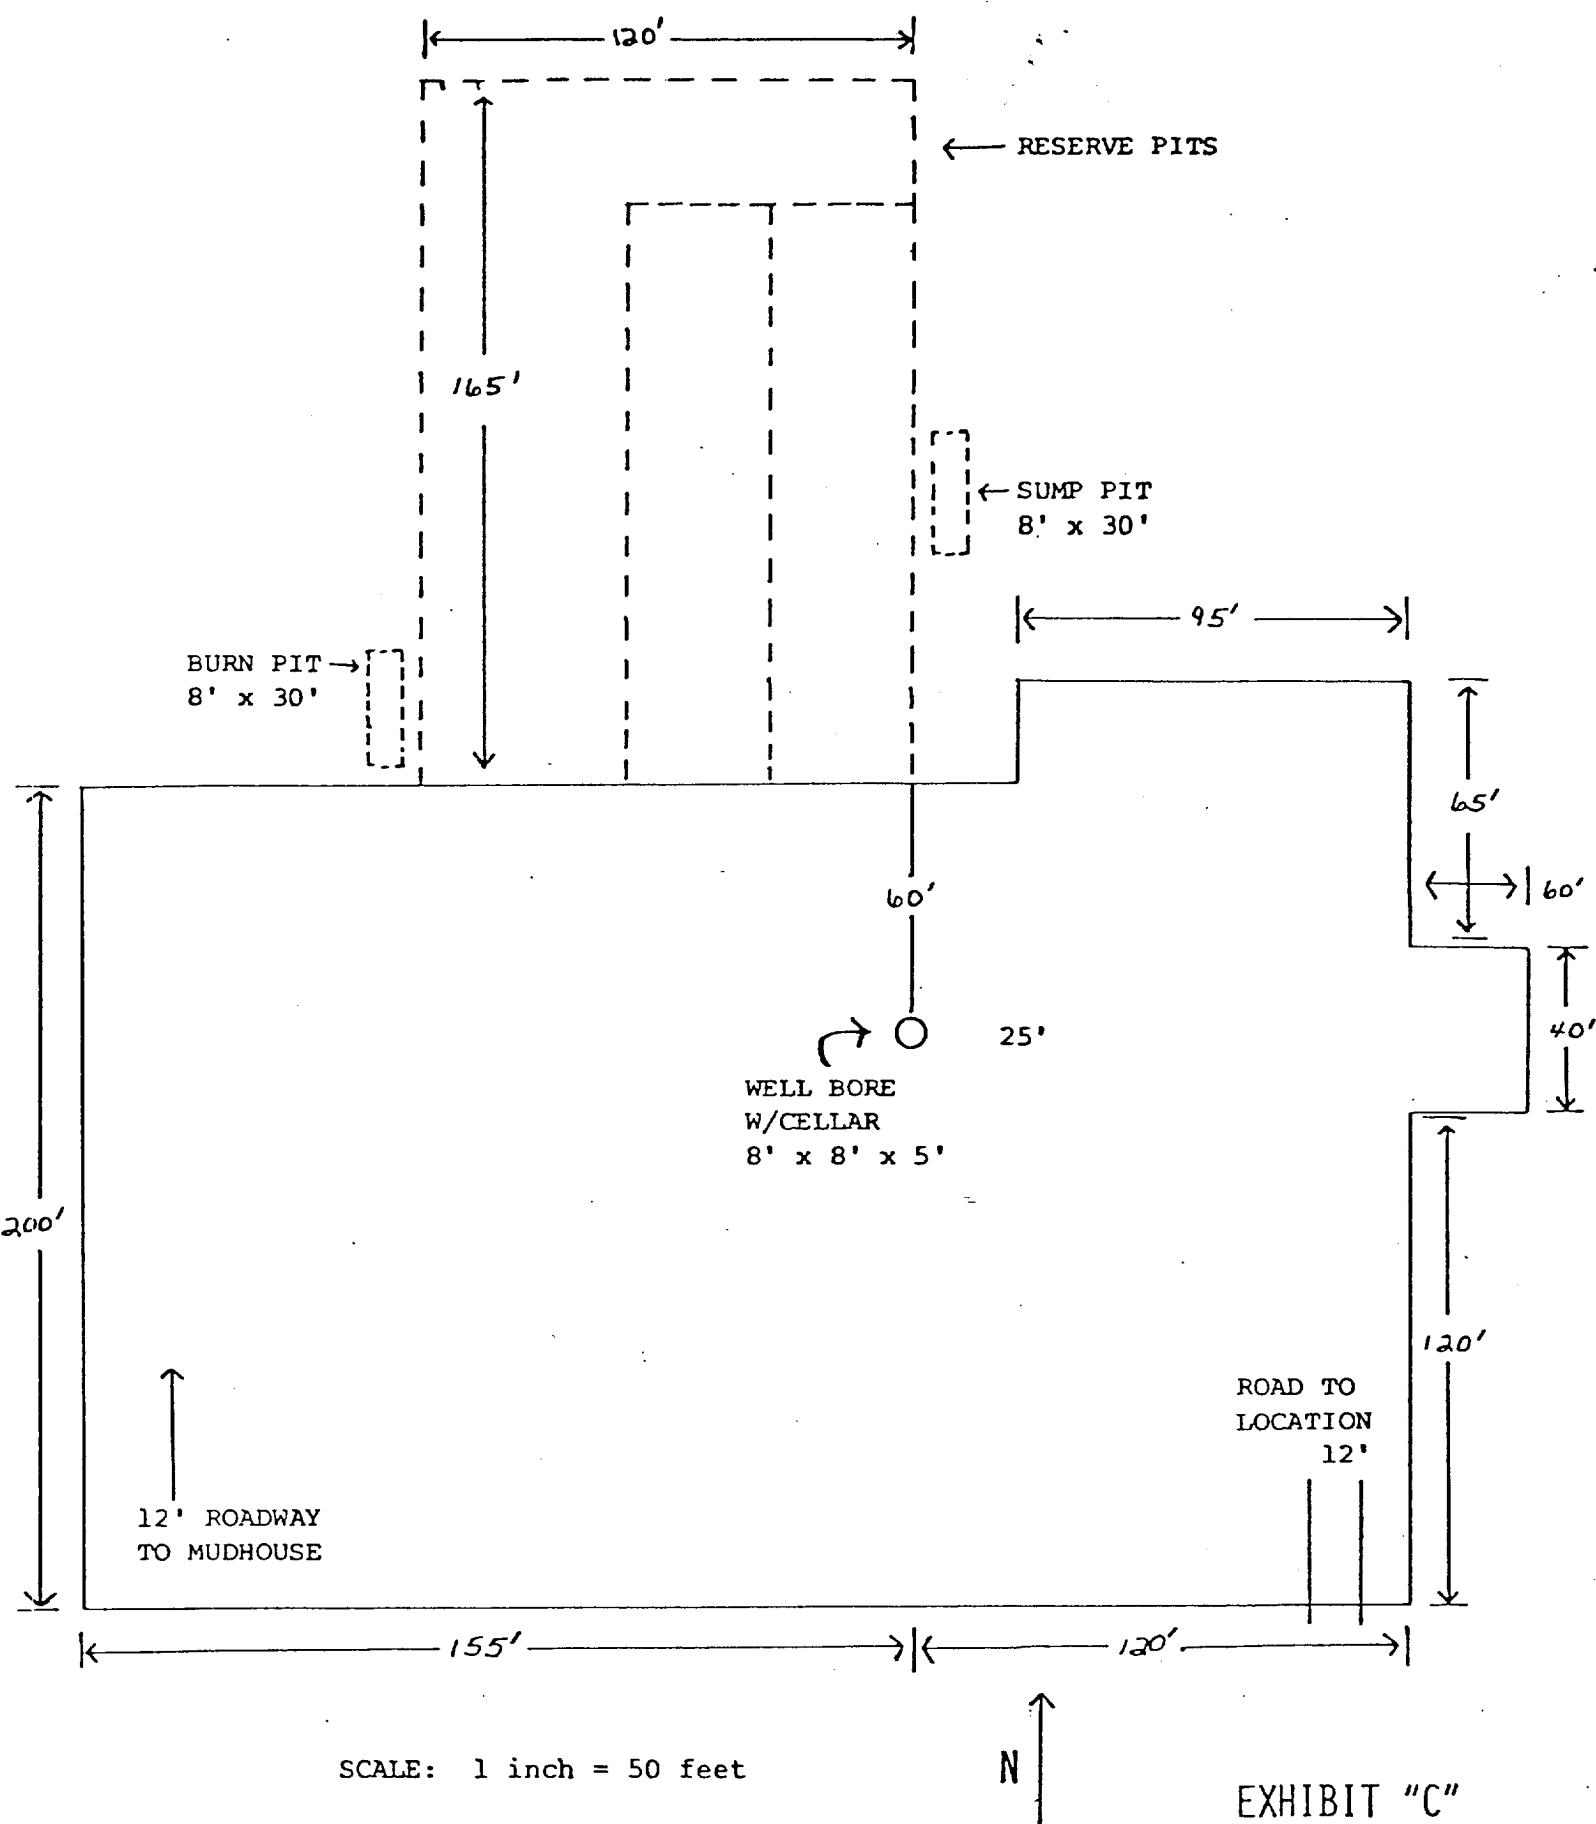 120'
RESERVE PITS
165'
SUMP PIT
8' x 30'
95'
BURN PIT
8' x 30'
65'
60'
60'
25'
40'
WELL BORE
W/CELLAR
8' x 8' x 5'
200'
120'
ROAD TO
LOCATION
12'
12' ROADWAY
TO MUDHOUSE
155'
120'
SCALE: 1 inch = 50 feet
N
EXHIBIT "C"